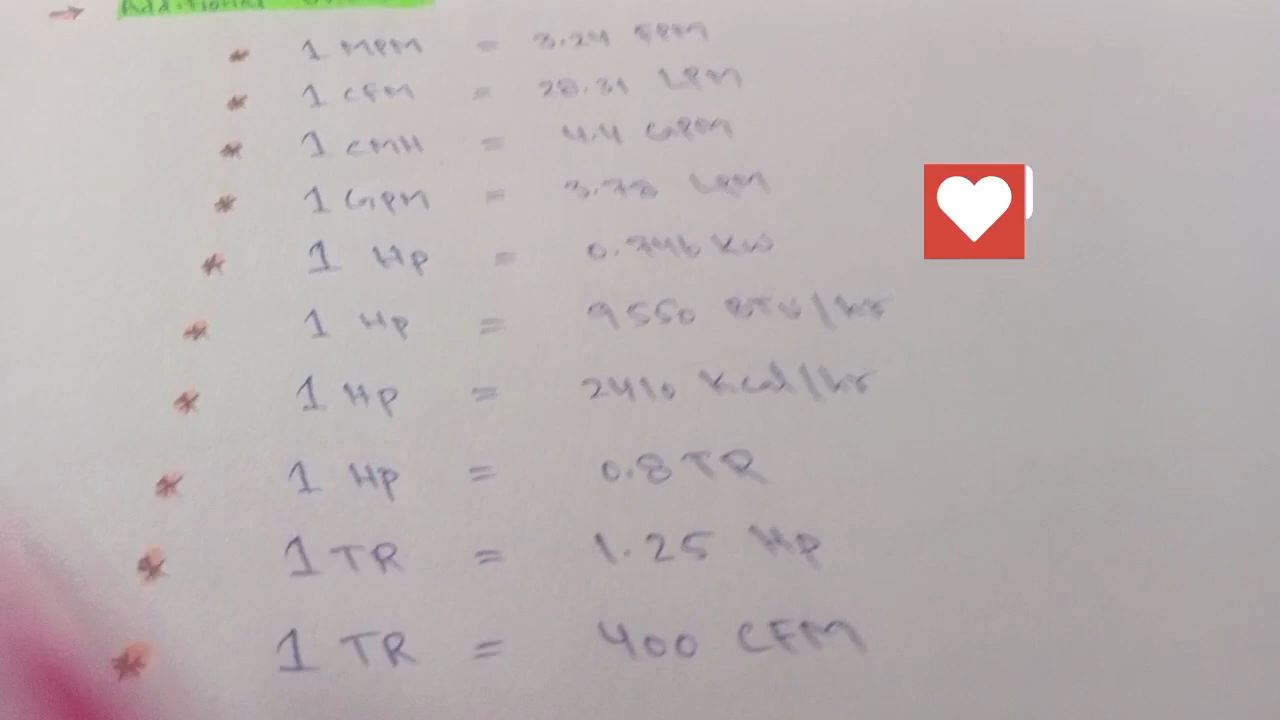 → Additional
* 1 MPM = 3.24 FPM
* 1 CFM = 28.31 LPM
* 1 CMH = 4.4 GPM
* 1 GPM = 3.78 LPM
* 1 Hp = 0.746 KW
* 1 Hp = 9550 BTU/hr
* 1 Hp = 2410 Kcal/hr
* 1 Hp = 0.8 TR
* 1 TR = 1.25 Hp
* 1 TR = 400 CFM